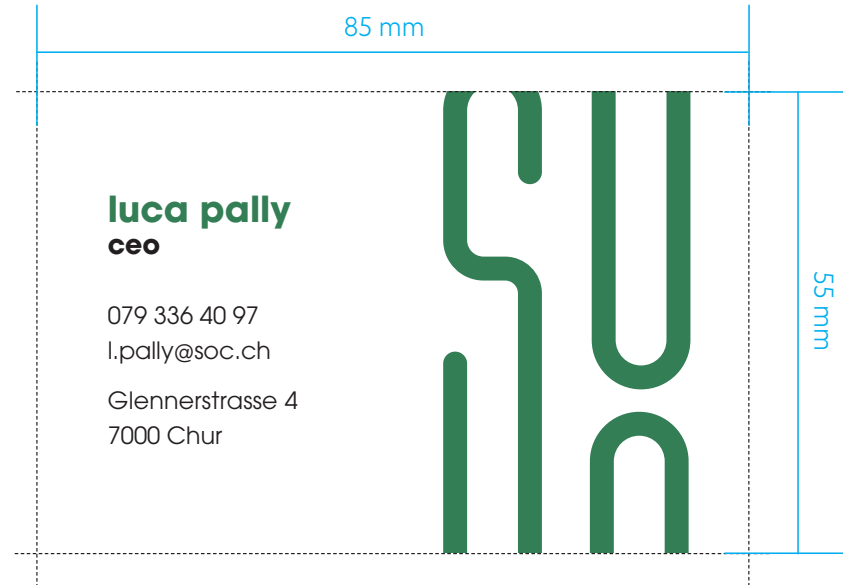 85 mm
luca pally
ceo
079 336 40 97
l.pally@soc.ch
Glennerstrasse 4
7000 Chur
55 mm